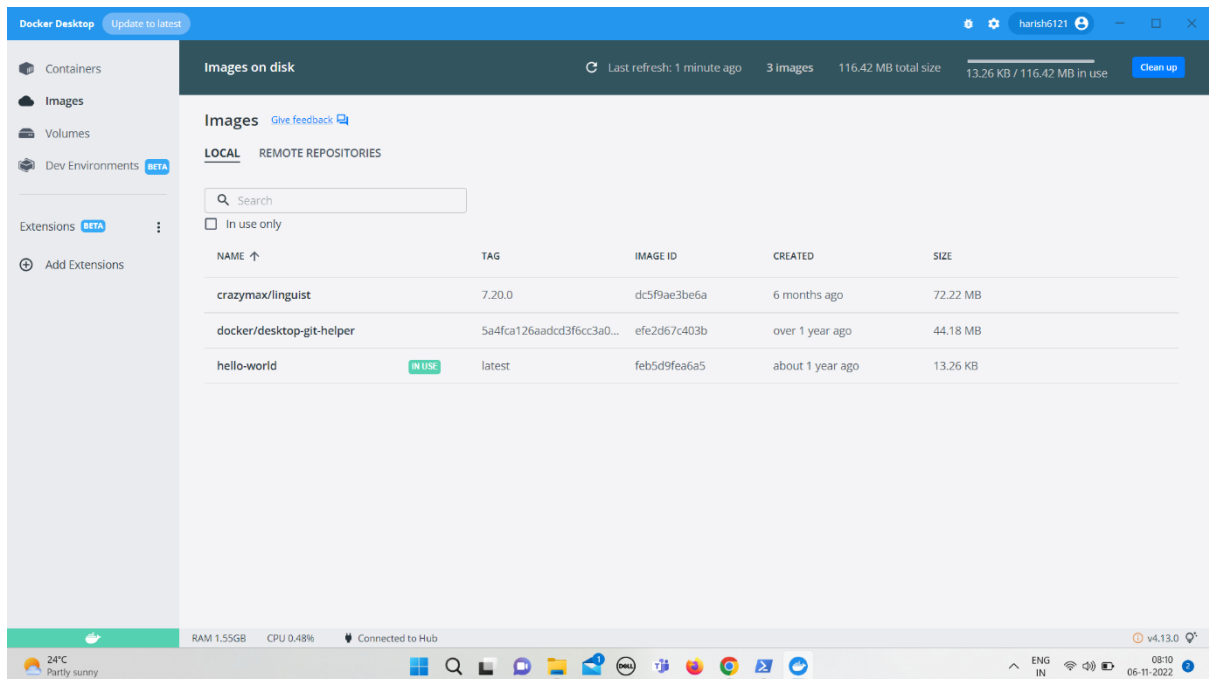 Docker Desktop Update to latest harish6121
Containers
Images
Volumes
Dev Environments BETA
Extensions BETA
Add Extensions
Images on disk Last refresh: 1 minute ago 3 images 116.42 MB total size 13.26 KB / 116.42 MB in use Clean up
Images Give feedback
LOCAL REMOTE REPOSITORIES
Search
In use only
NAME TAG IMAGE ID CREATED SIZE
crazymax/linguist 7.20.0 dc5f9ae3be6a 6 months ago 72.22 MB
docker/desktop-git-helper 5a4fca126aadcd3f6cc3a0... efe2d67c403b over 1 year ago 44.18 MB
hello-world IN USE latest feb5d9fea6a5 about 1 year ago 13.26 KB
RAM 1.55GB CPU 0.48% Connected to Hub v4.13.0
24°C
Partly sunny
1
DELL
ENG
IN
08:10
06-11-2022
2